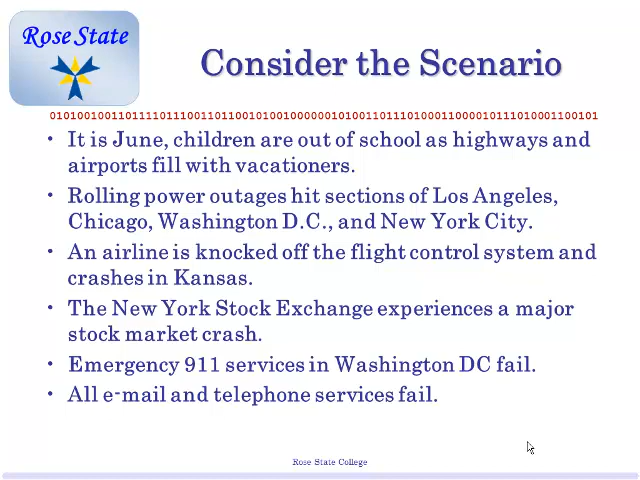 Rose State
Consider the Scenario
01010010011011110111001101100101001000000101001101110100011000010111010001100101
• It is June, children are out of school as highways and
airports fill with vacationers.
• Rolling power outages hit sections of Los Angeles,
Chicago, Washington D.C., and New York City.
• An airline is knocked off the flight control system and
crashes in Kansas.
• The New York Stock Exchange experiences a major
stock market crash.
• Emergency 911 services in Washington DC fail.
• All e-mail and telephone services fail.
Rose State College